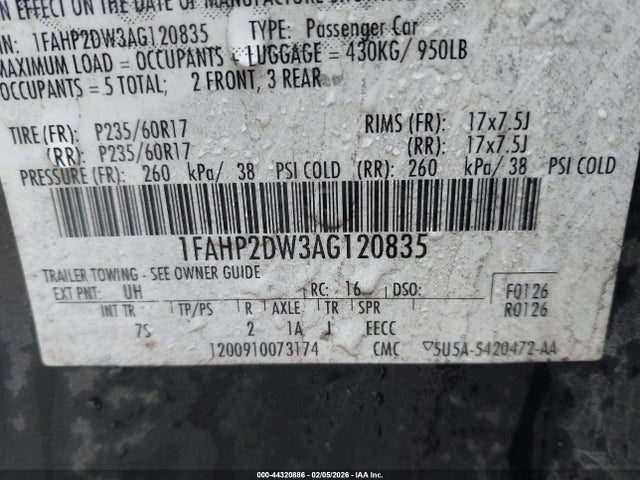 IN EFFECT ON THE DATE OF MANUFACTURE
1FAHP2DW3AG120835 TYPE: Passenger Car
MAXIMUM LOAD = OCCUPANTS + LUGGAGE = 430KG/ 950LB
OCCUPANTS = 5 TOTAL; 2 FRONT, 3 REAR
TIRE (FR): P235/60R17 RIMS (FR): 17x7.5J
(RR): P235/60R17 (RR): 17x7.5J
PRESSURE (FR): 260 kPa/ 38 PSI COLD (RR): 260 kPa/ 38 PSI COLD
1FAHP2DW3AG120835
TRAILER TOWING - SEE OWNER GUIDE
EXT PNT: UH RC: 16 DSO: F0126
INT TR TP/PS R AXLE TR SPR R0126
7S 2 1A J EECC
1200910073174 CMC ▽5U5A-5420472-AA
000-44320886 - 02/05/2026 - IAA Inc.